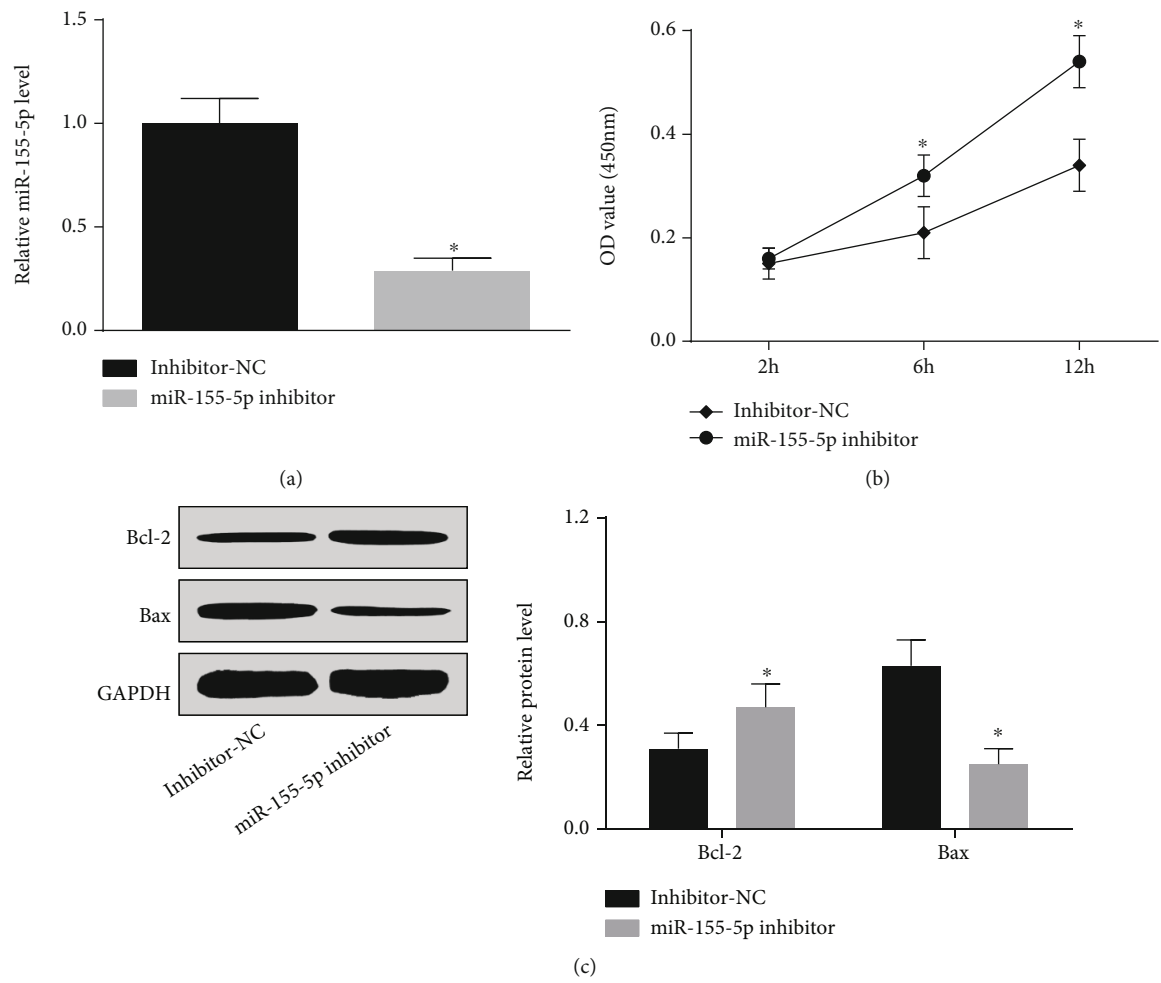 Relative miR-155-5p level
1.5
1.0
0.5
0.0
*
Inhibitor-NC
miR-155-5p inhibitor
(a)
OD value (450nm)
0.6
0.4
0.2
0.0
*
*
2h
6h
12h
Inhibitor-NC
miR-155-5p inhibitor
(b)
Bcl-2
Bax
GAPDH
Inhibitor-NC
miR-155-5p inhibitor
Relative protein level
1.2
0.8
0.4
0.0
*
*
Bcl-2
Bax
Inhibitor-NC
miR-155-5p inhibitor
(c)